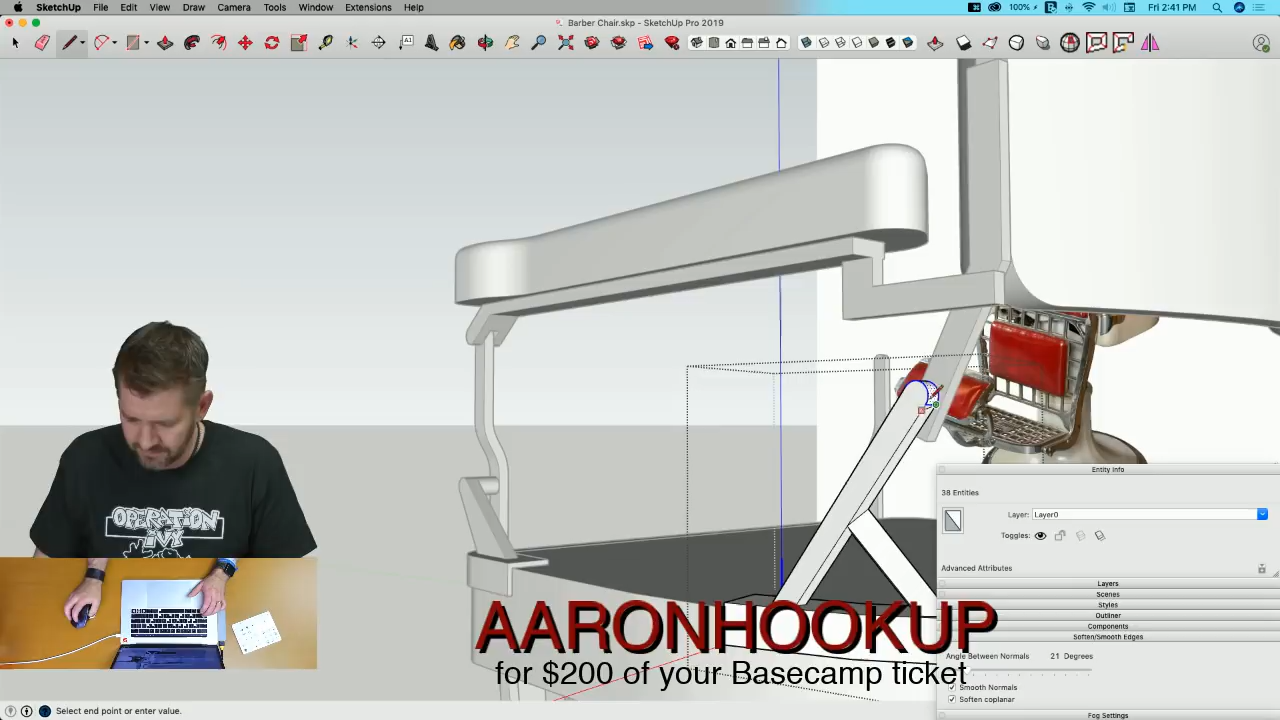 SketchUp File Edit View Draw Camera Tools Window Extensions Help
100% Fri 2:41 PM
Barber Chair.skp - SketchUp Pro 2019
OPERATION
IVY
Entity Info
38 Entities
Layer: Layer0
Toggles:
Advanced Attributes
Layers
Scenes
Styles
Outliner
Components
Soften/Smooth Edges
Angle Between Normals 21 Degrees
Smooth Normals
Soften coplanar
Fog Settings
AARONHOOKUP
for $200 of your Basecamp ticket
Select end point or enter value.